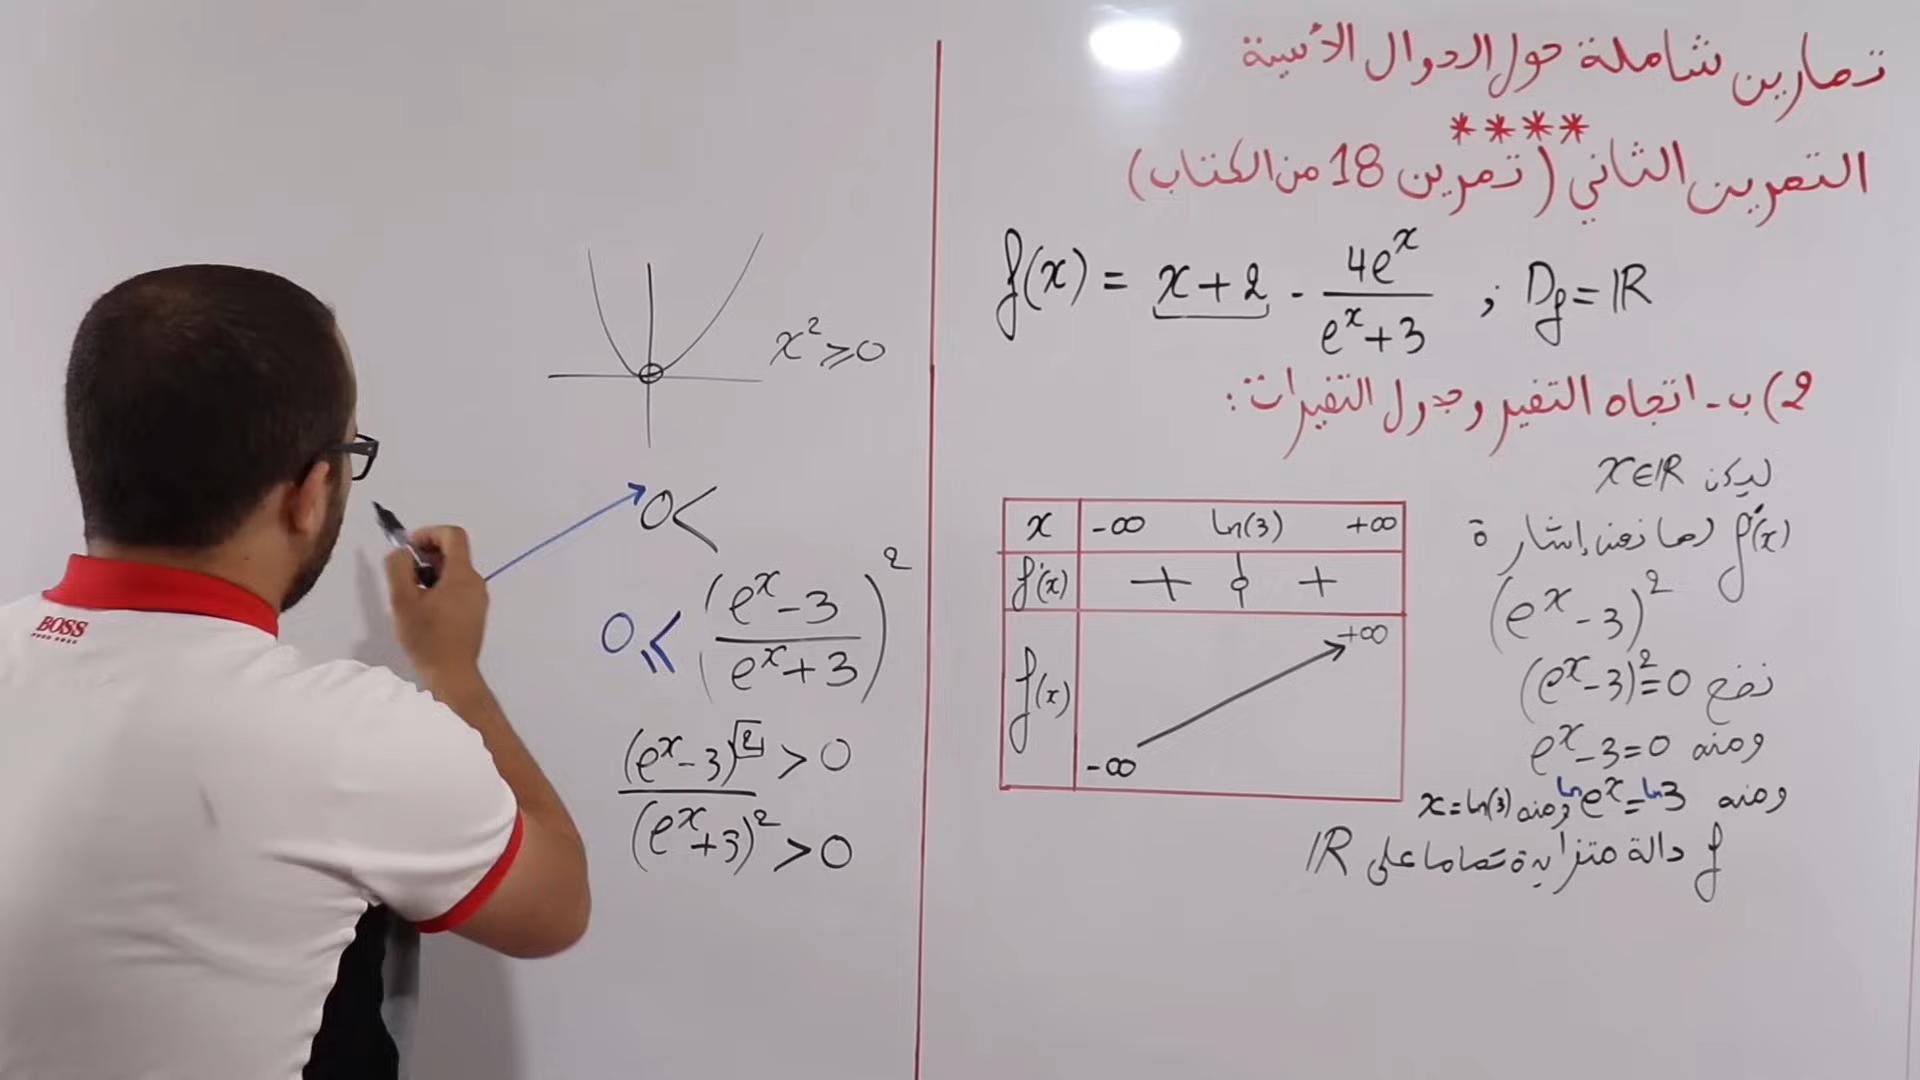 تمارين شاملة حول الدوال الأسية
****
التمرين الثاني (تمرين 18 من الكتاب)
f(x) = x+2 - 4e^x / (e^x+3) ; Df = IR
2) ب - اتجاه التغير وجدول التغيرات:
ليكن x∈IR
f'(x) لها نفس إشارة
(e^x - 3)^2
نضع (e^x - 3)^2 = 0
ومنه e^x - 3 = 0
ومنه ln e^x = ln 3 ومنه x = ln(3)
f دالة متزايدة تماما على IR
x -∞ ln(3) +∞
f'(x) + 0 +
f(x) -∞ +∞
x^2 ⩾ 0
0 <
0 ⩽ ((e^x - 3) / (e^x + 3))^2
(e^x - 3)^2 > 0
(e^x + 3)^2 > 0
BOSS